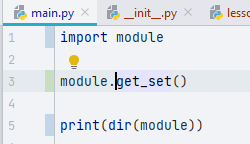 main.py × __init__.py × lesso
1 import module
2
3 module.get_set()
4
5 print(dir(module))